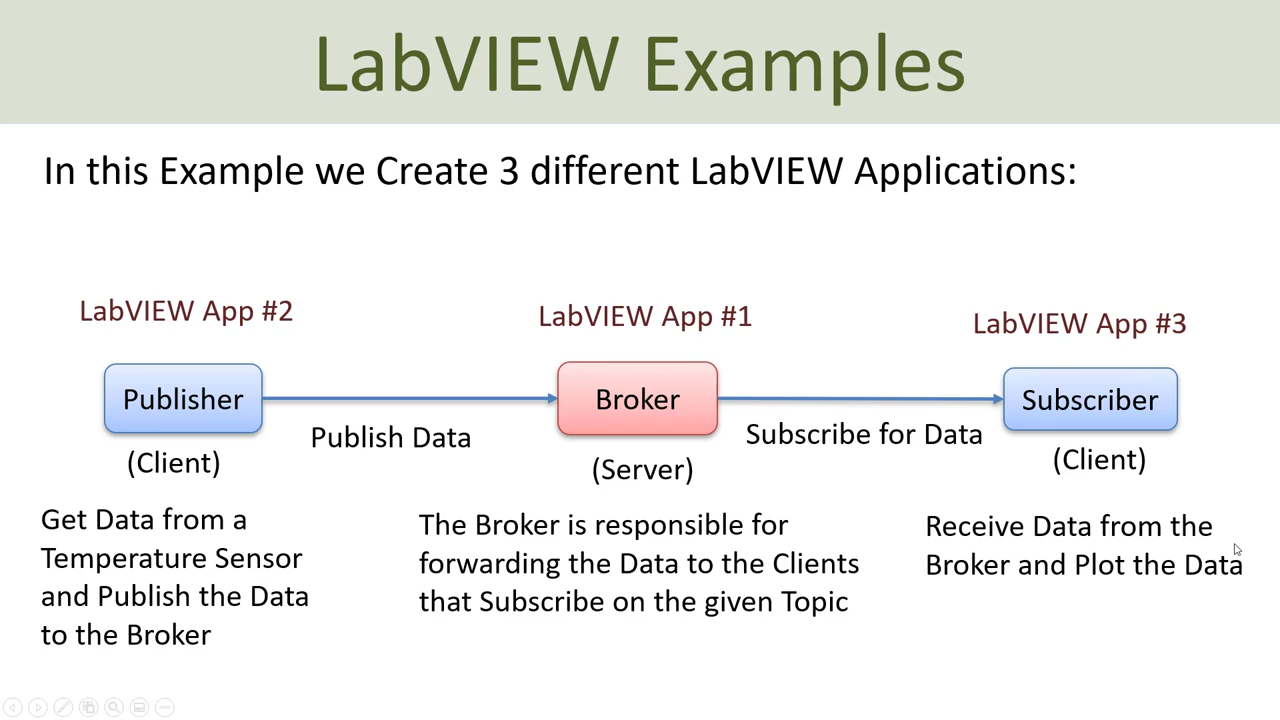 LabVIEW Examples
In this Example we Create 3 different LabVIEW Applications:
LabVIEW App #2
LabVIEW App #1
LabVIEW App #3
Publisher
Broker
Subscriber
Publish Data
Subscribe for Data
(Client)
(Server)
(Client)
Get Data from a
Temperature Sensor
and Publish the Data
to the Broker
The Broker is responsible for
forwarding the Data to the Clients
that Subscribe on the given Topic
Receive Data from the
Broker and Plot the Data